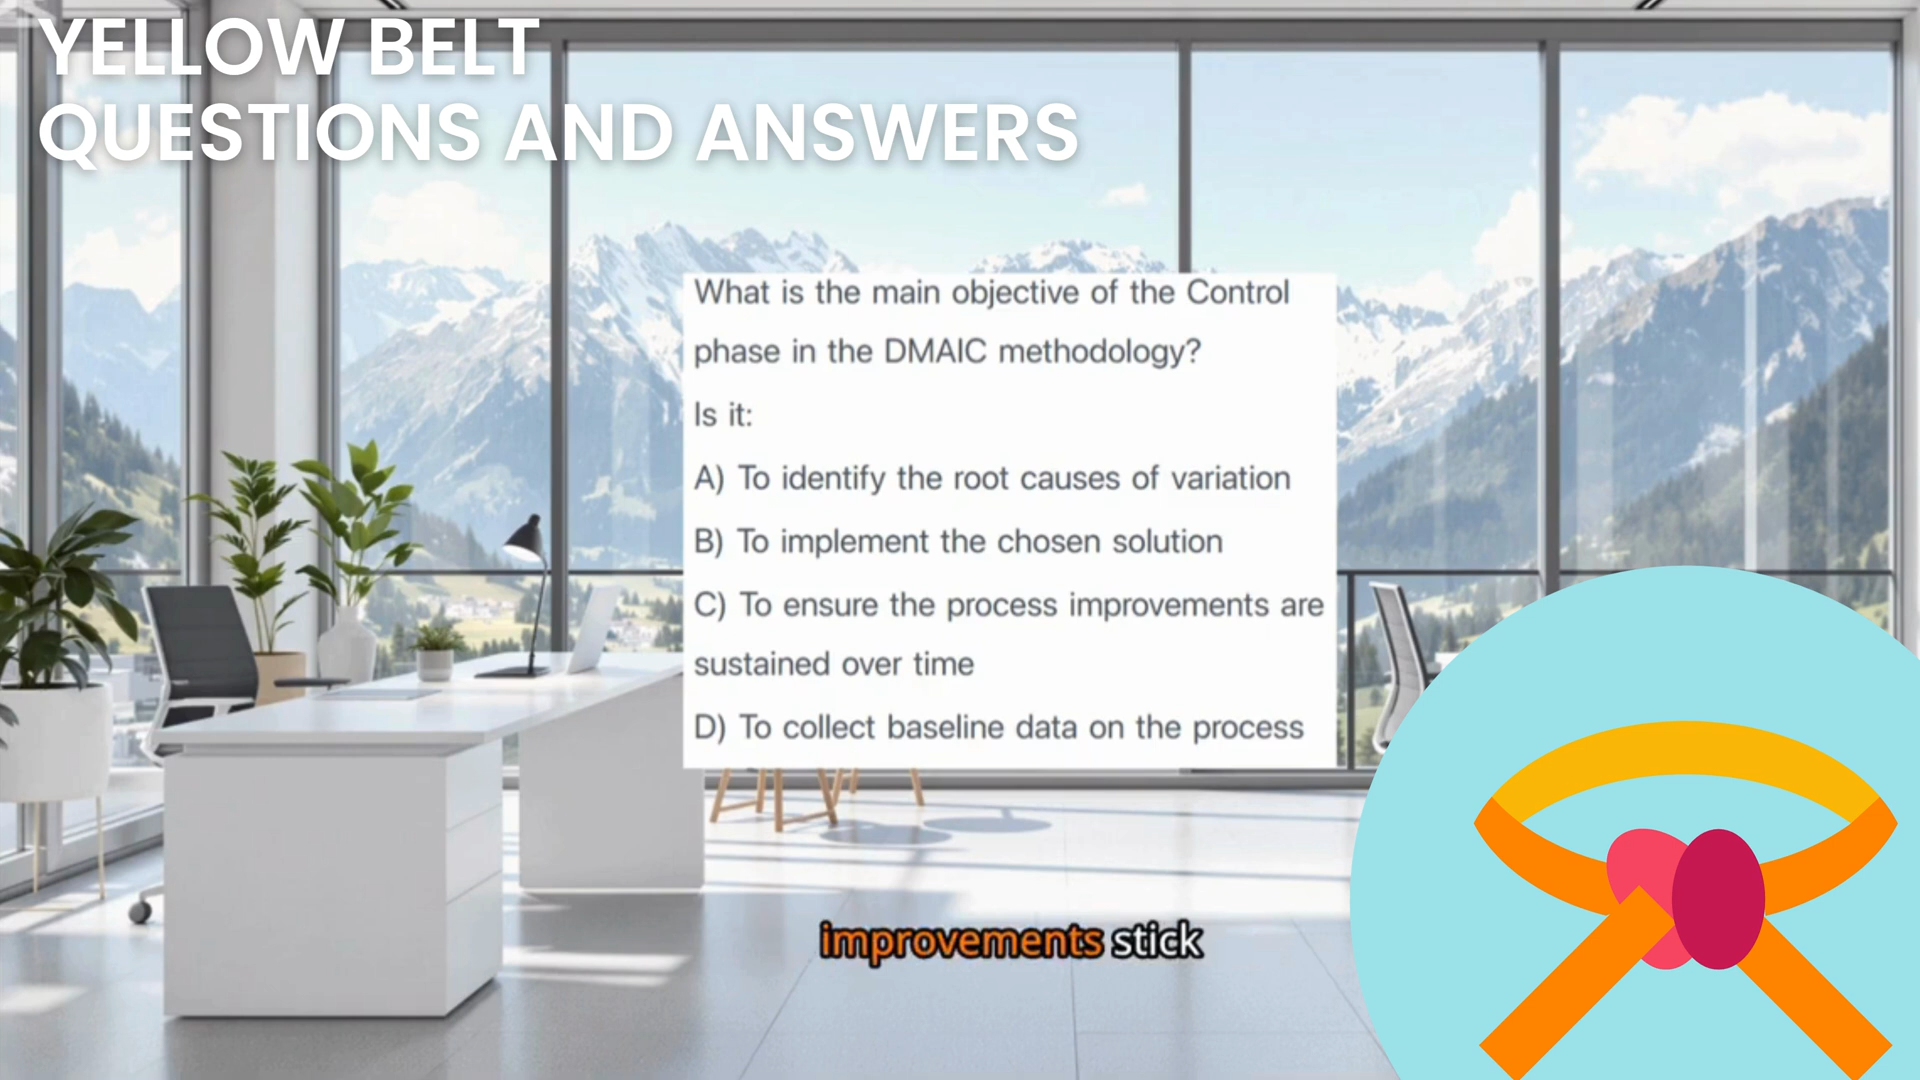 YELLOW BELT
QUESTIONS AND ANSWERS
What is the main objective of the Control
phase in the DMAIC methodology?
Is it:
A) To identify the root causes of variation
B) To implement the chosen solution
C) To ensure the process improvements are
sustained over time
D) To collect baseline data on the process
improvements stick